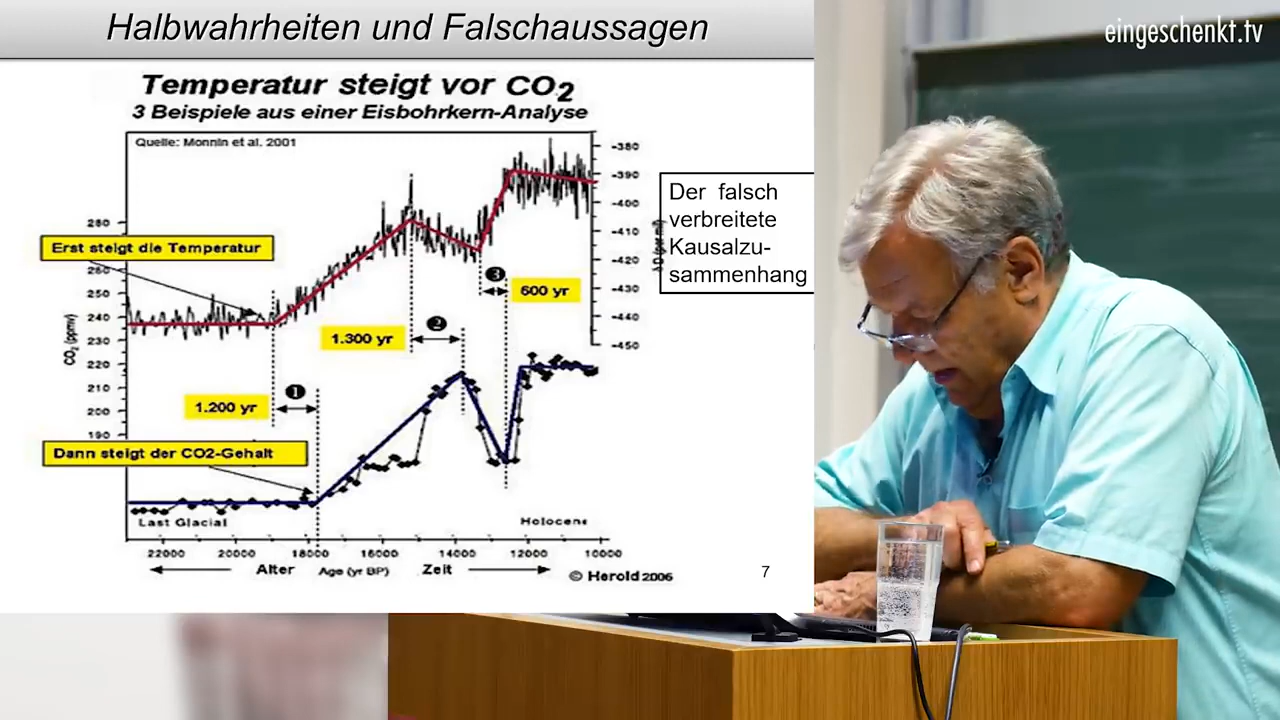 Halbwahrheiten und Falschaussagen
eingeschenkt.tv
Temperatur steigt vor CO2
3 Beispiele aus einer Eisbohrkern-Analyse
Quelle: Monnin et al. 2001
-380
-390
-400
-410
-420
-430
-440
-450
Der falsch
verbreitete
Kausalzu-
sammenhang
280
Erst steigt die Temperatur
260
250
240
230
220
210
200
190
CO2 (ppmv)
3
600 yr
2
1.300 yr
1
1.200 yr
Dann steigt der CO2-Gehalt
Last Glacial
Holocene
22000 20000 18000 16000 14000 12000 10000
Alter Age (yr BP) Zeit
© Herold 2006
7